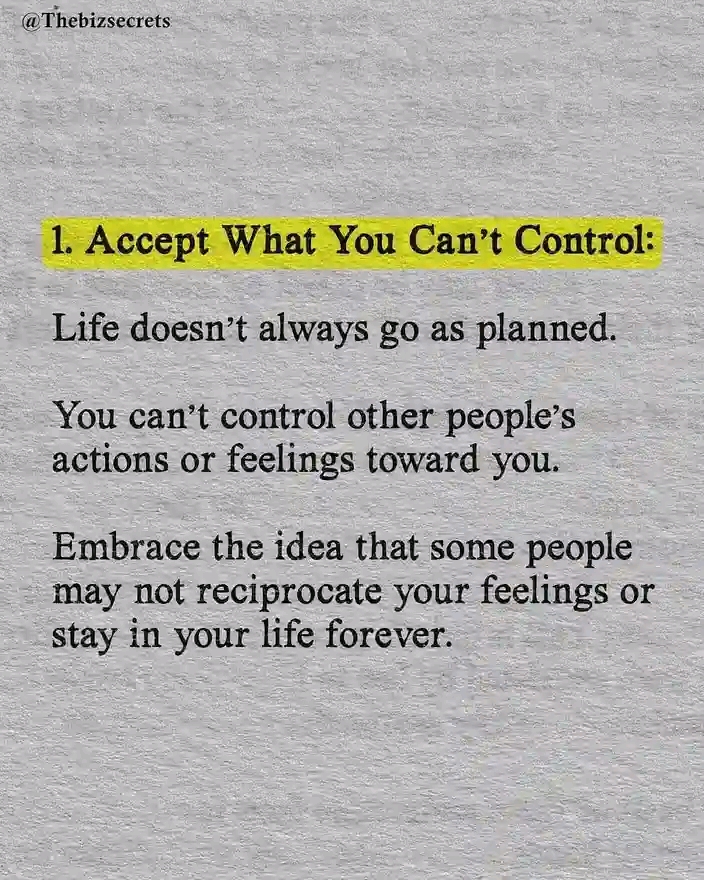 @Thebizsecrets
1. Accept What You Can’t Control:
Life doesn’t always go as planned.
You can’t control other people’s
actions or feelings toward you.
Embrace the idea that some people
may not reciprocate your feelings or
stay in your life forever.